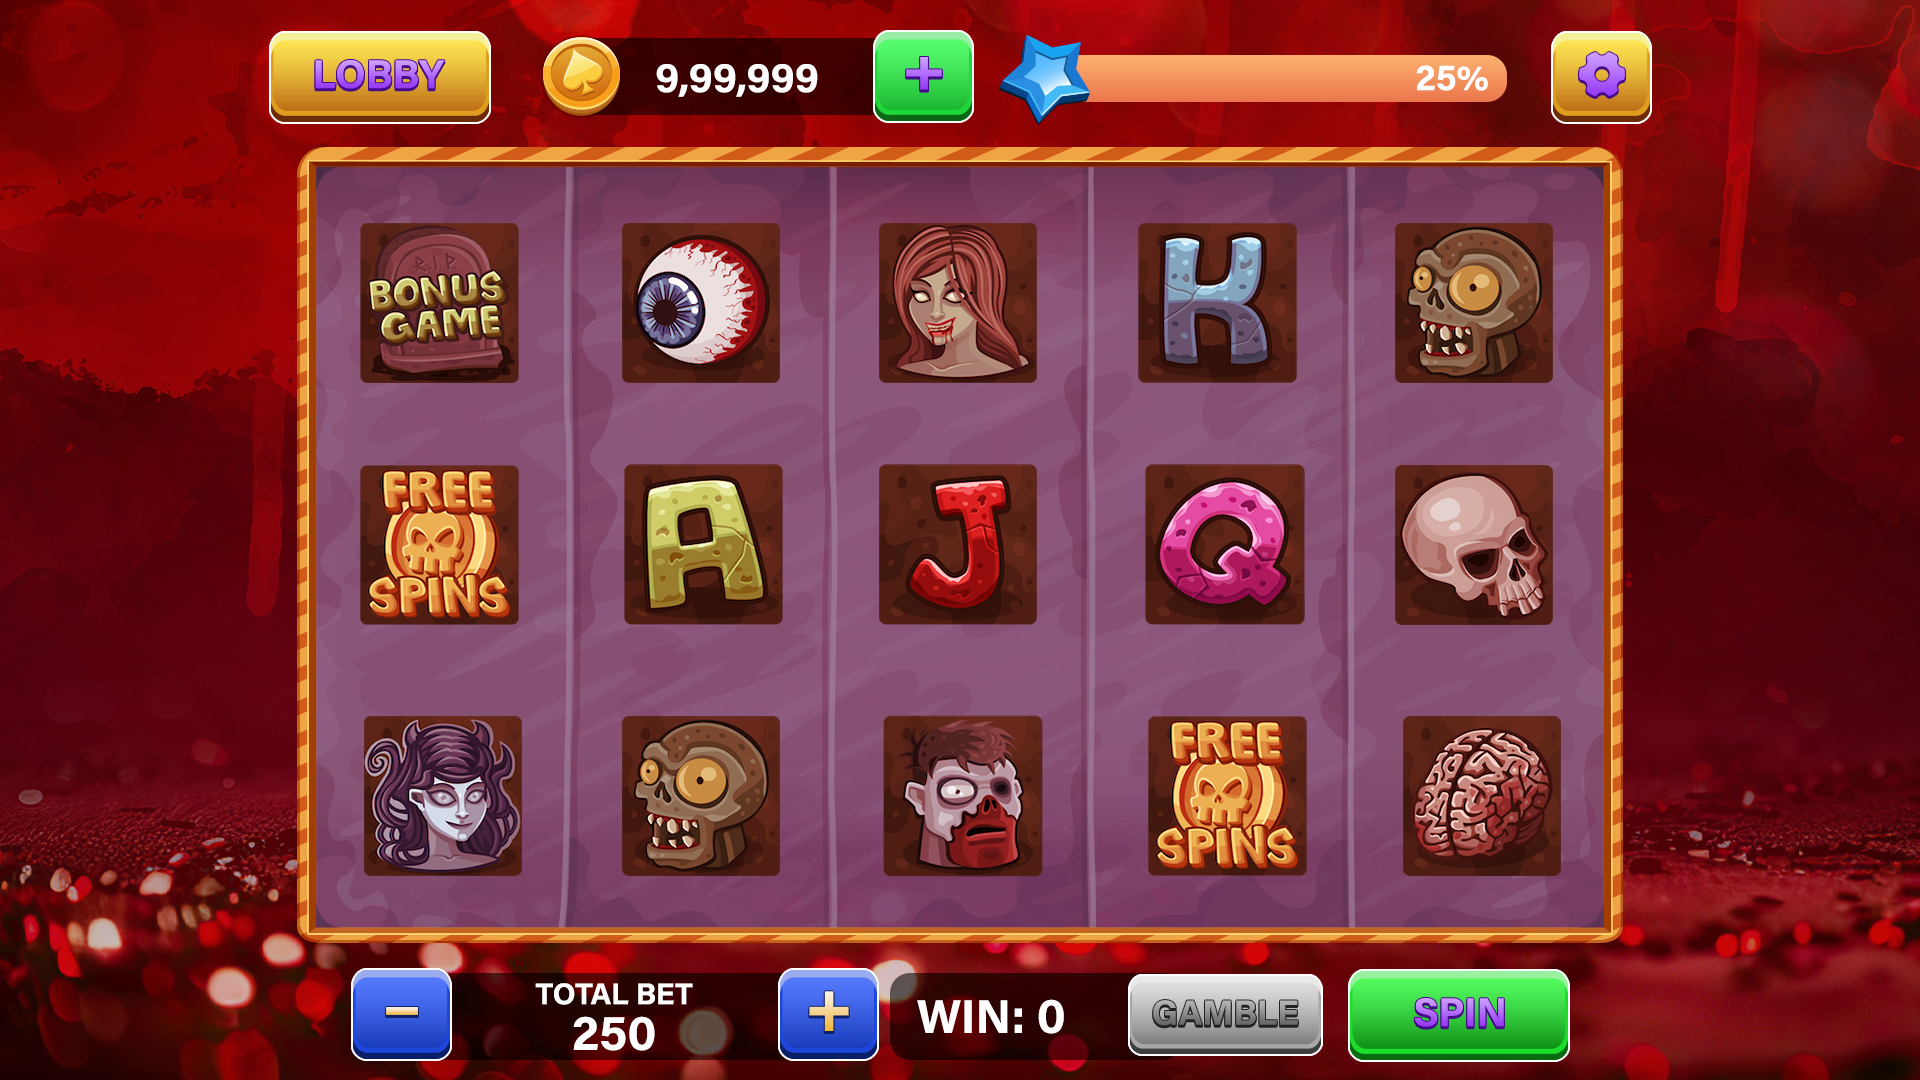 LOBBY
9,99,999
+
25%
R.I.P
BONUS
GAME
K
FREE
SPINS
A
J
Q
FREE
SPINS
−
TOTAL BET
250
+
WIN: 0
GAMBLE
SPIN